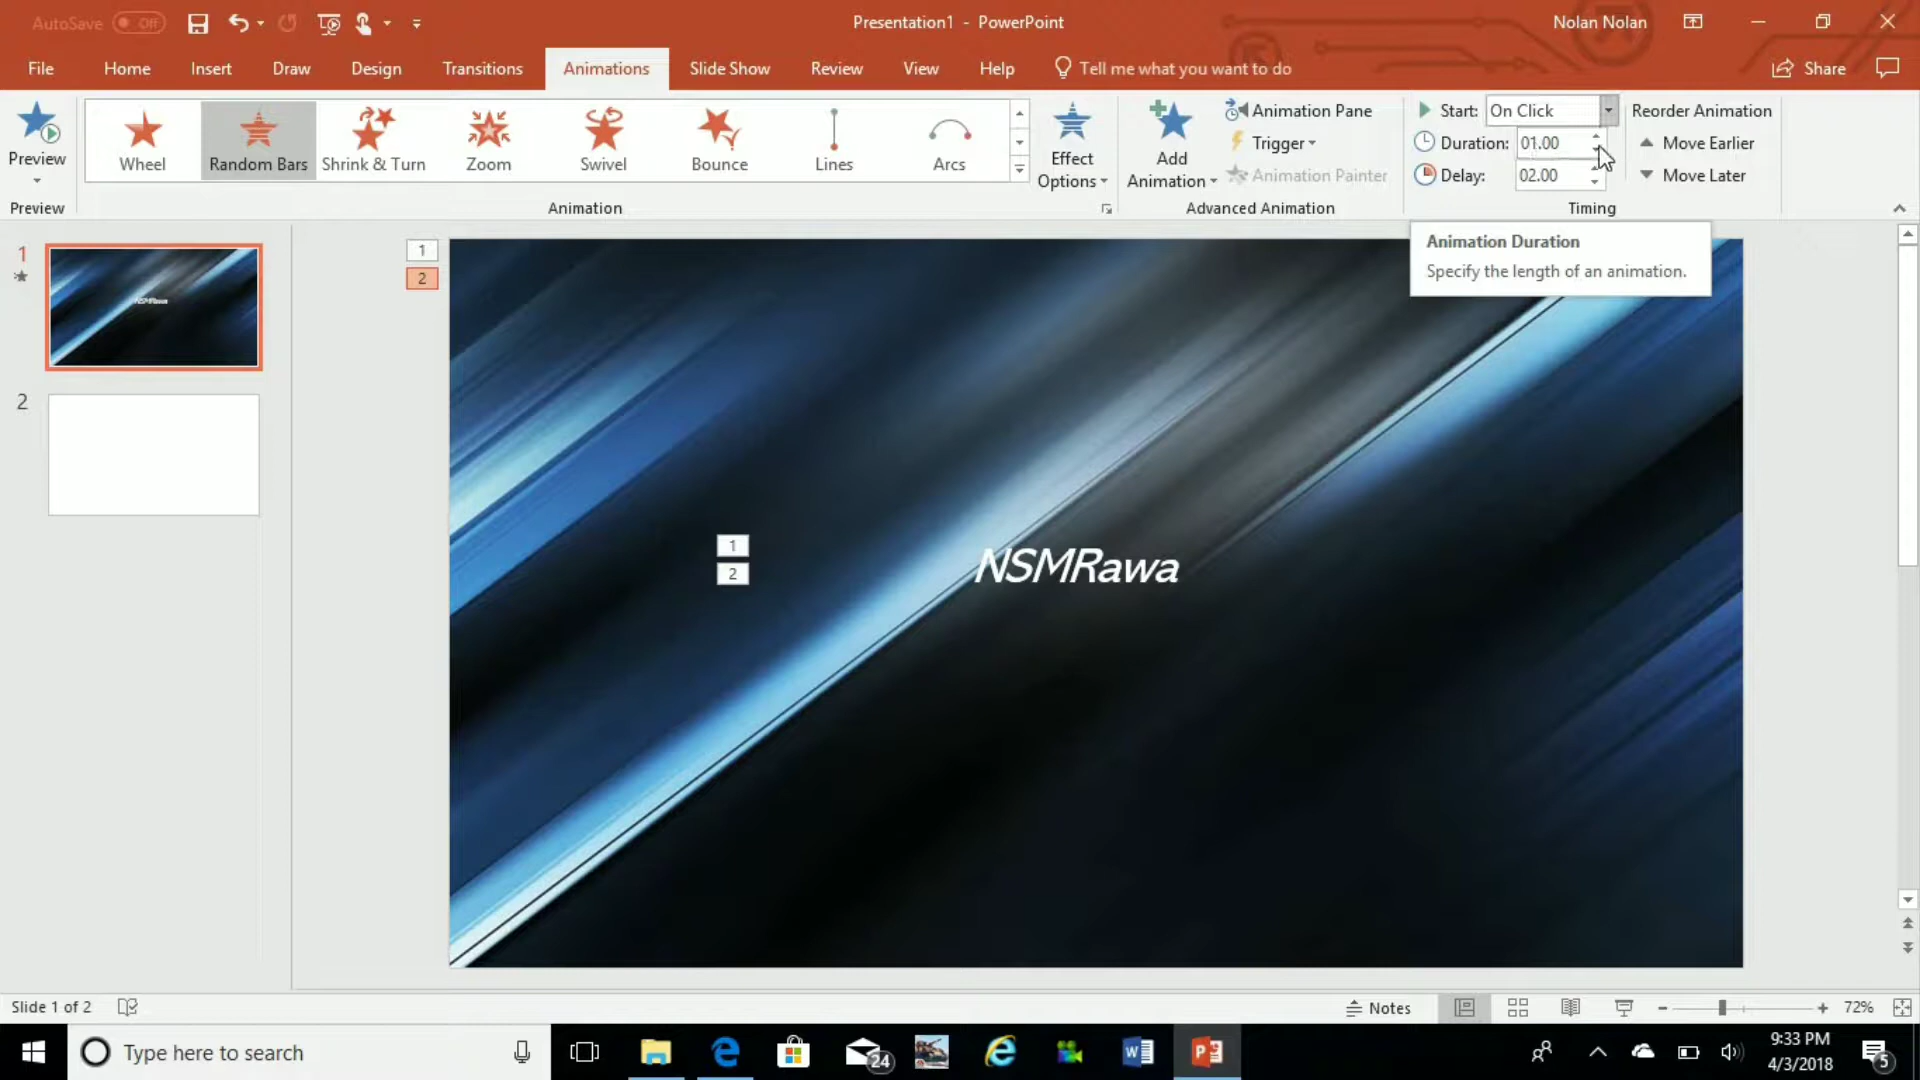 AutoSave Off
Presentation1 - PowerPoint
Nolan Nolan
File Home Insert Draw Design Transitions Animations Slide Show Review View Help Tell me what you want to do
Share
Preview
Preview
Wheel
Random Bars
Shrink & Turn
Zoom
Swivel
Bounce
Lines
Arcs
Animation
Effect
Options
Add
Animation
Animation Pane
Trigger
Animation Painter
Advanced Animation
Start: On Click
Duration: 01.00
Delay: 02.00
Reorder Animation
Move Earlier
Move Later
Timing
Animation Duration
Specify the length of an animation.
1
NSMRawa
2
1
2
1
2
NSMRawa
Slide 1 of 2
Notes
72%
Type here to search
24
9:33 PM
4/3/2018
5